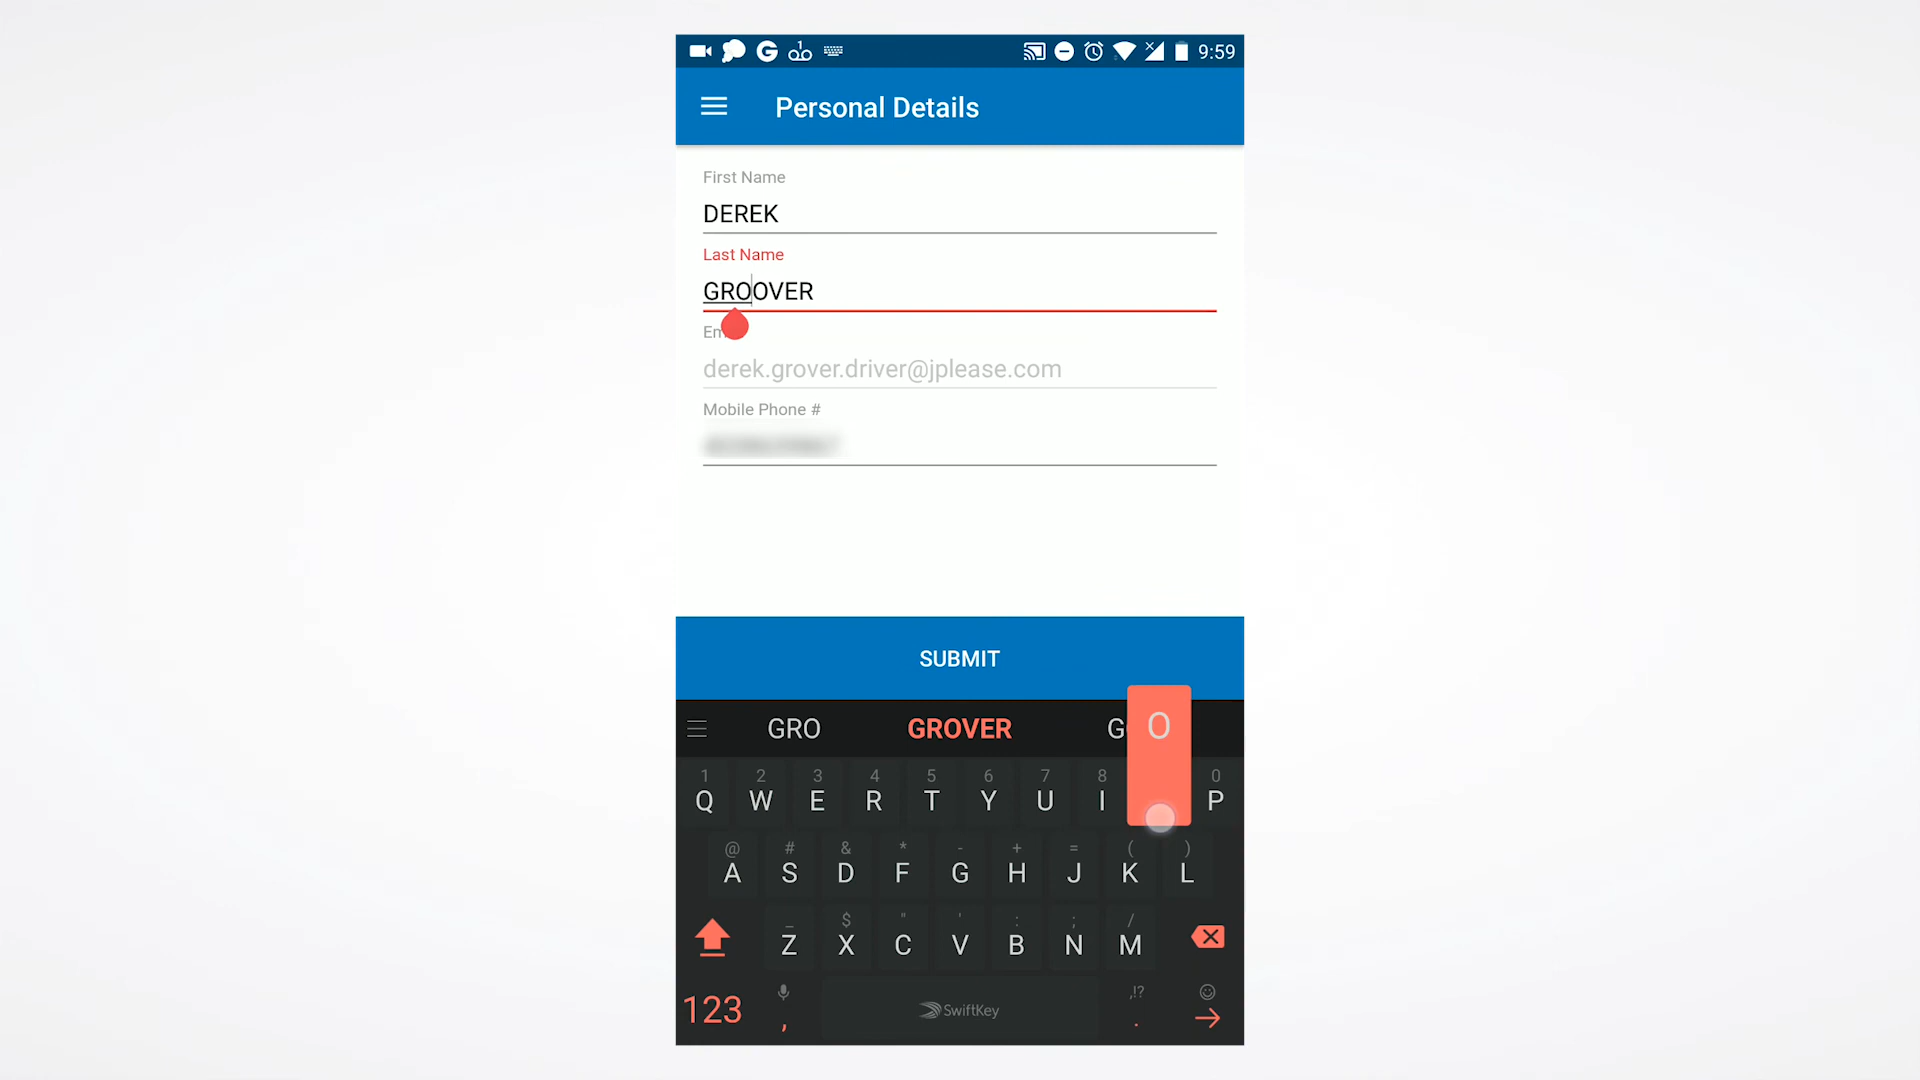 9:59
Personal Details
First Name
DEREK
Last Name
GROOVER
derek.grover.driver@jplease.com
Mobile Phone #
SUBMIT
GRO GROVER O
1 2 3 4 5 6 7 8 0
Q W E R T Y U I P
@ # & * - + = ( )
A S D F G H J K L
_ $ " ' : ; /
Z X C V B N M
,!?
123 , SwiftKey .